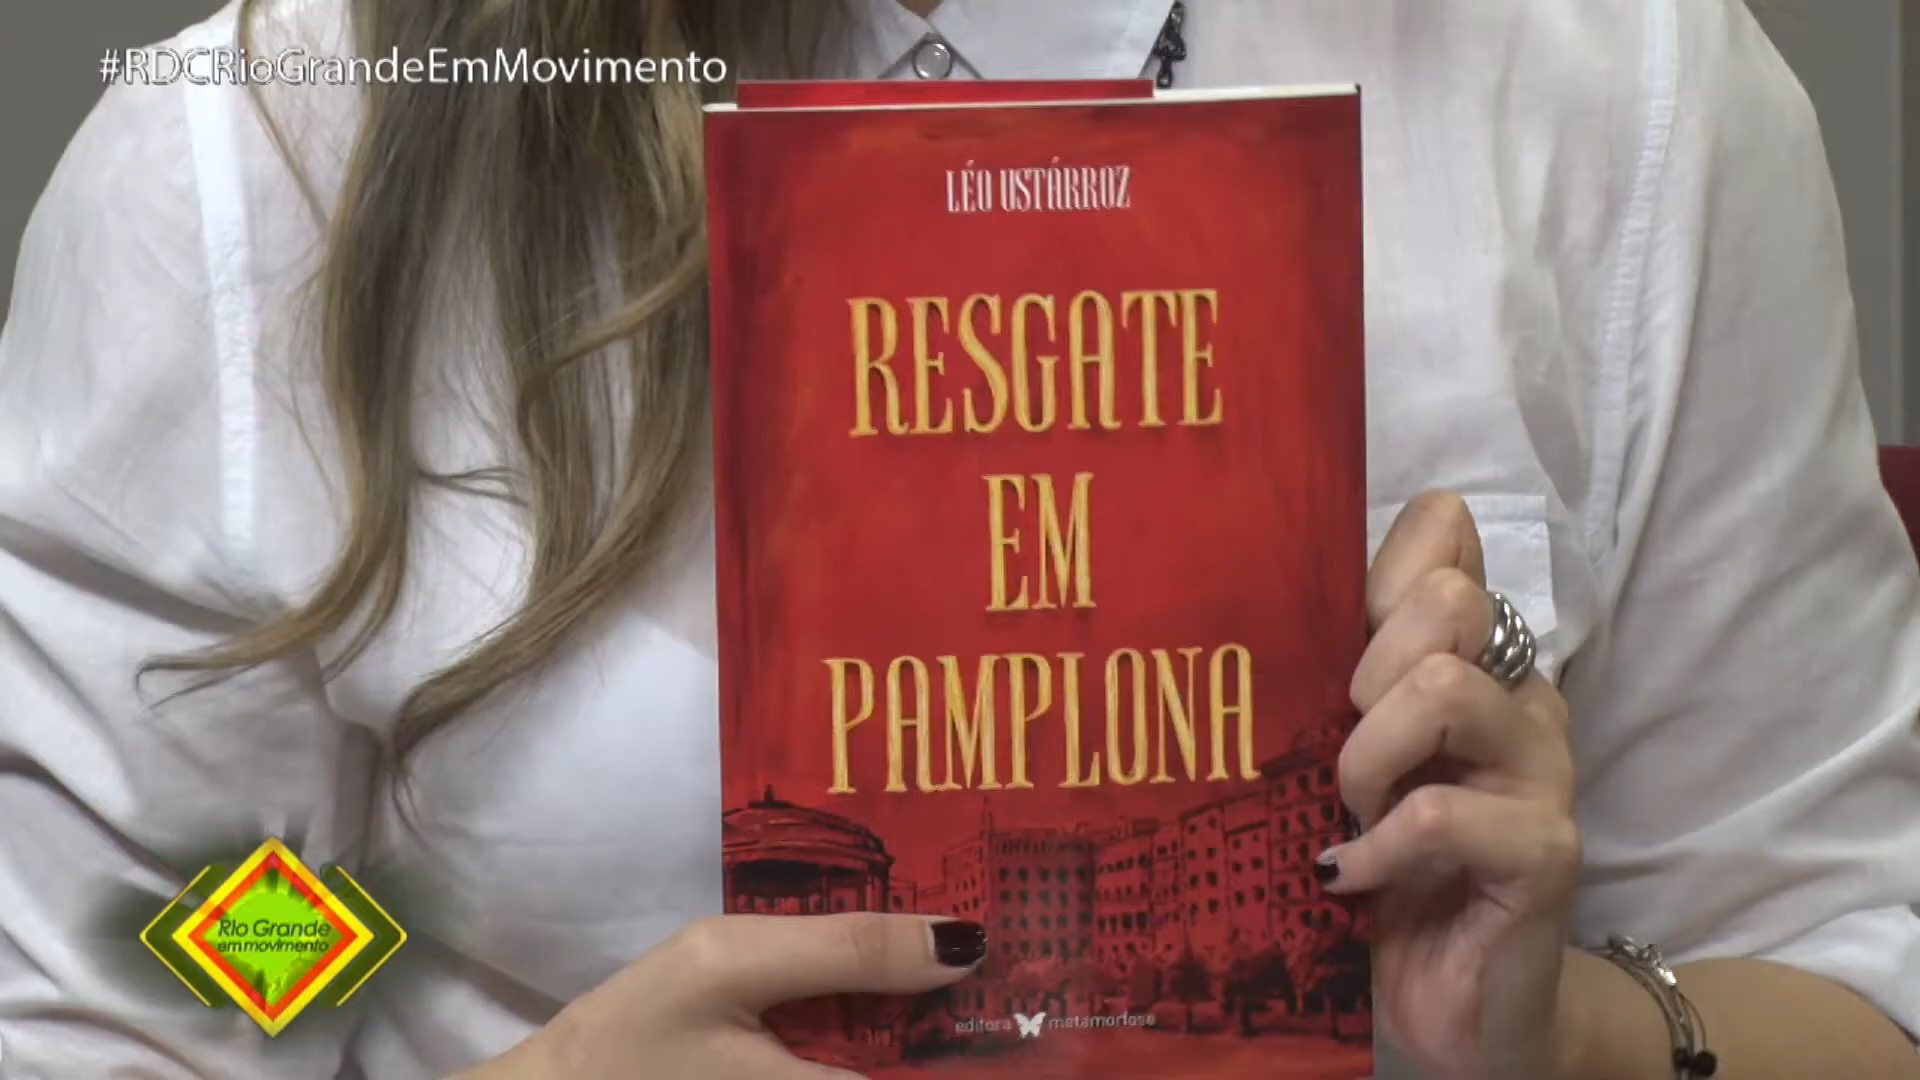 #RDCRioGrandeEmMovimento
LÉO USTÁRROZ
RESGATE
EM
PAMPLONA
Rio Grande
em movimento
editora metamorfose